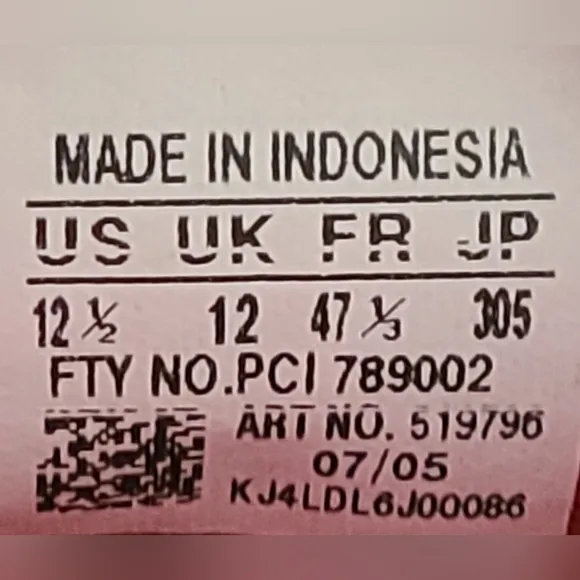 MADE IN INDONESIA
US UK FR JP
12 ½ 12 47 ⅓ 305
FTY NO.PCI 789002
ART NO. 519796
07/05
KJ4LDL6J00086